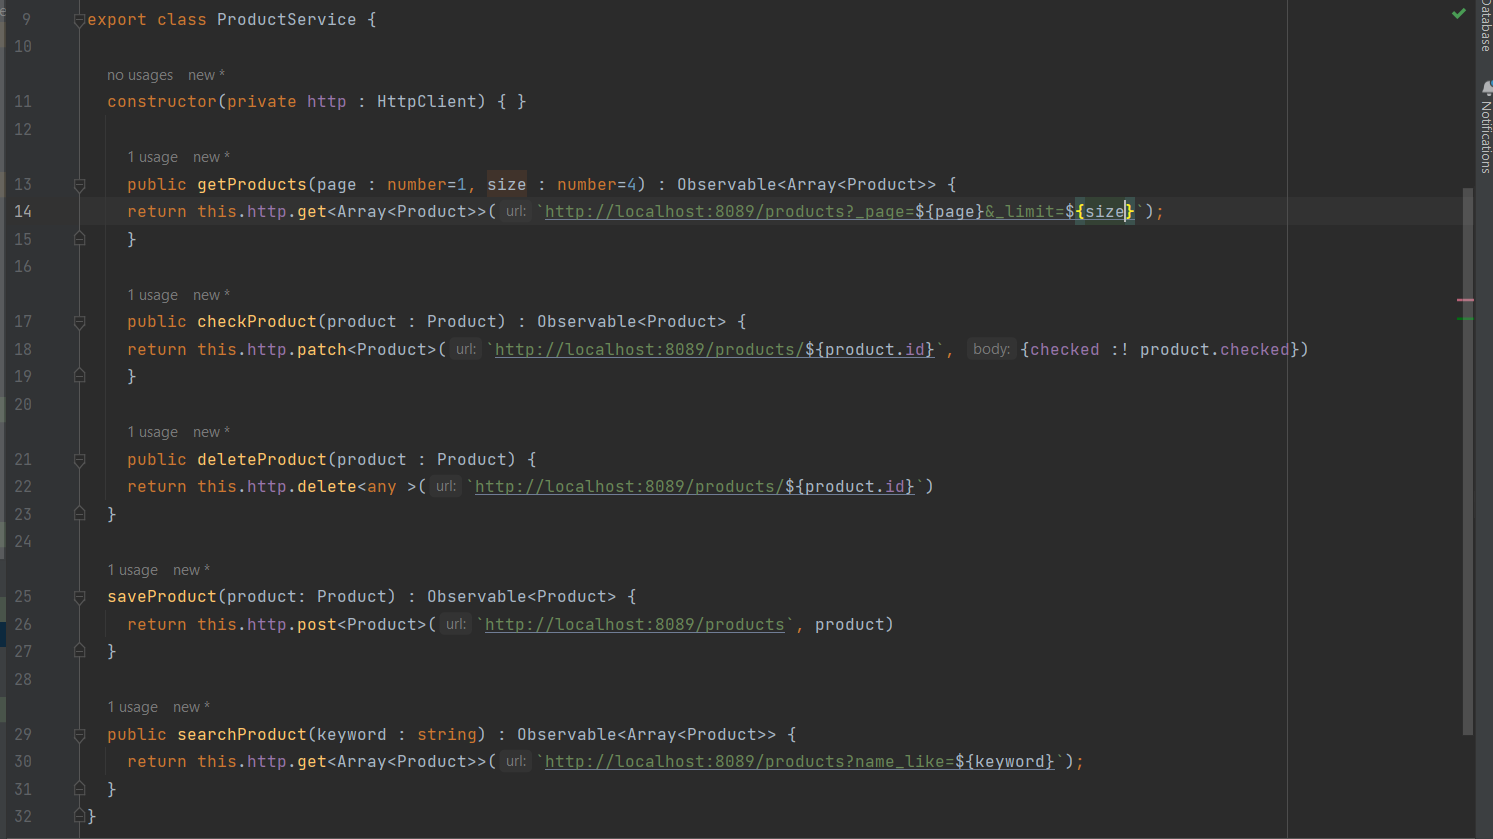 9 export class ProductService {
10
no usages new *
11 constructor(private http : HttpClient) { }
12
1 usage new *
13 public getProducts(page : number=1, size : number=4) : Observable<Array<Product>> {
14 return this.http.get<Array<Product>>( url: `http://localhost:8089/products?_page=${page}&_limit=${size}`);
15 }
16
1 usage new *
17 public checkProduct(product : Product) : Observable<Product> {
18 return this.http.patch<Product>( url: `http://localhost:8089/products/${product.id}`, body: {checked :! product.checked})
19 }
20
1 usage new *
21 public deleteProduct(product : Product) {
22 return this.http.delete<any >( url: `http://localhost:8089/products/${product.id}`)
23 }
24
1 usage new *
25 saveProduct(product: Product) : Observable<Product> {
26 return this.http.post<Product>( url: `http://localhost:8089/products`, product)
27 }
28
1 usage new *
29 public searchProduct(keyword : string) : Observable<Array<Product>> {
30 return this.http.get<Array<Product>>( url: `http://localhost:8089/products?name_like=${keyword}`);
31 }
32 }
Database
Notifications